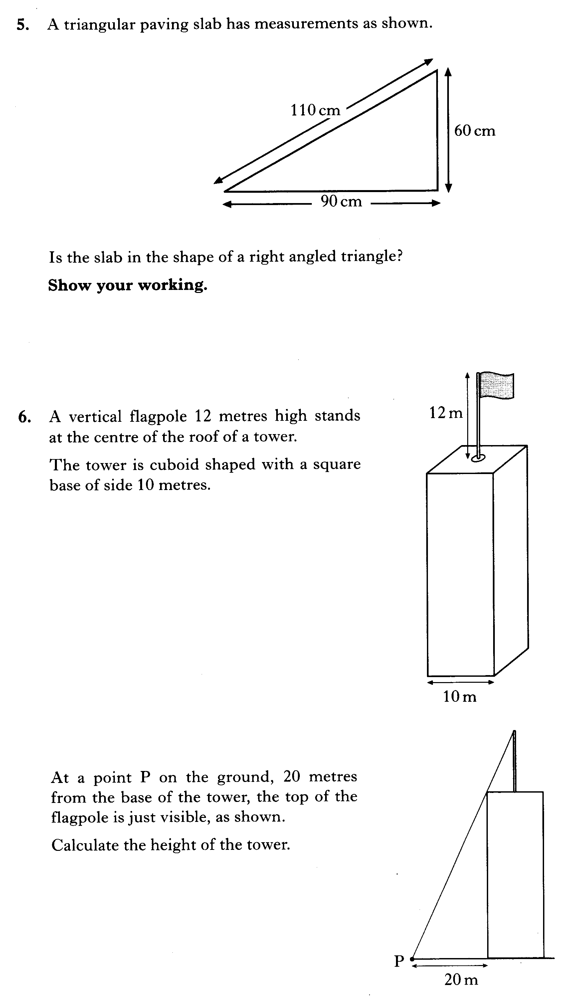 5. A triangular paving slab has measurements as shown.
110 cm
60 cm
90 cm
Is the slab in the shape of a right angled triangle?
Show your working.
12 m
6. A vertical flagpole 12 metres high stands
at the centre of the roof of a tower.
The tower is cuboid shaped with a square
base of side 10 metres.
10 m
At a point P on the ground, 20 metres
from the base of the tower, the top of the
flagpole is just visible, as shown.
Calculate the height of the tower.
P
20 m